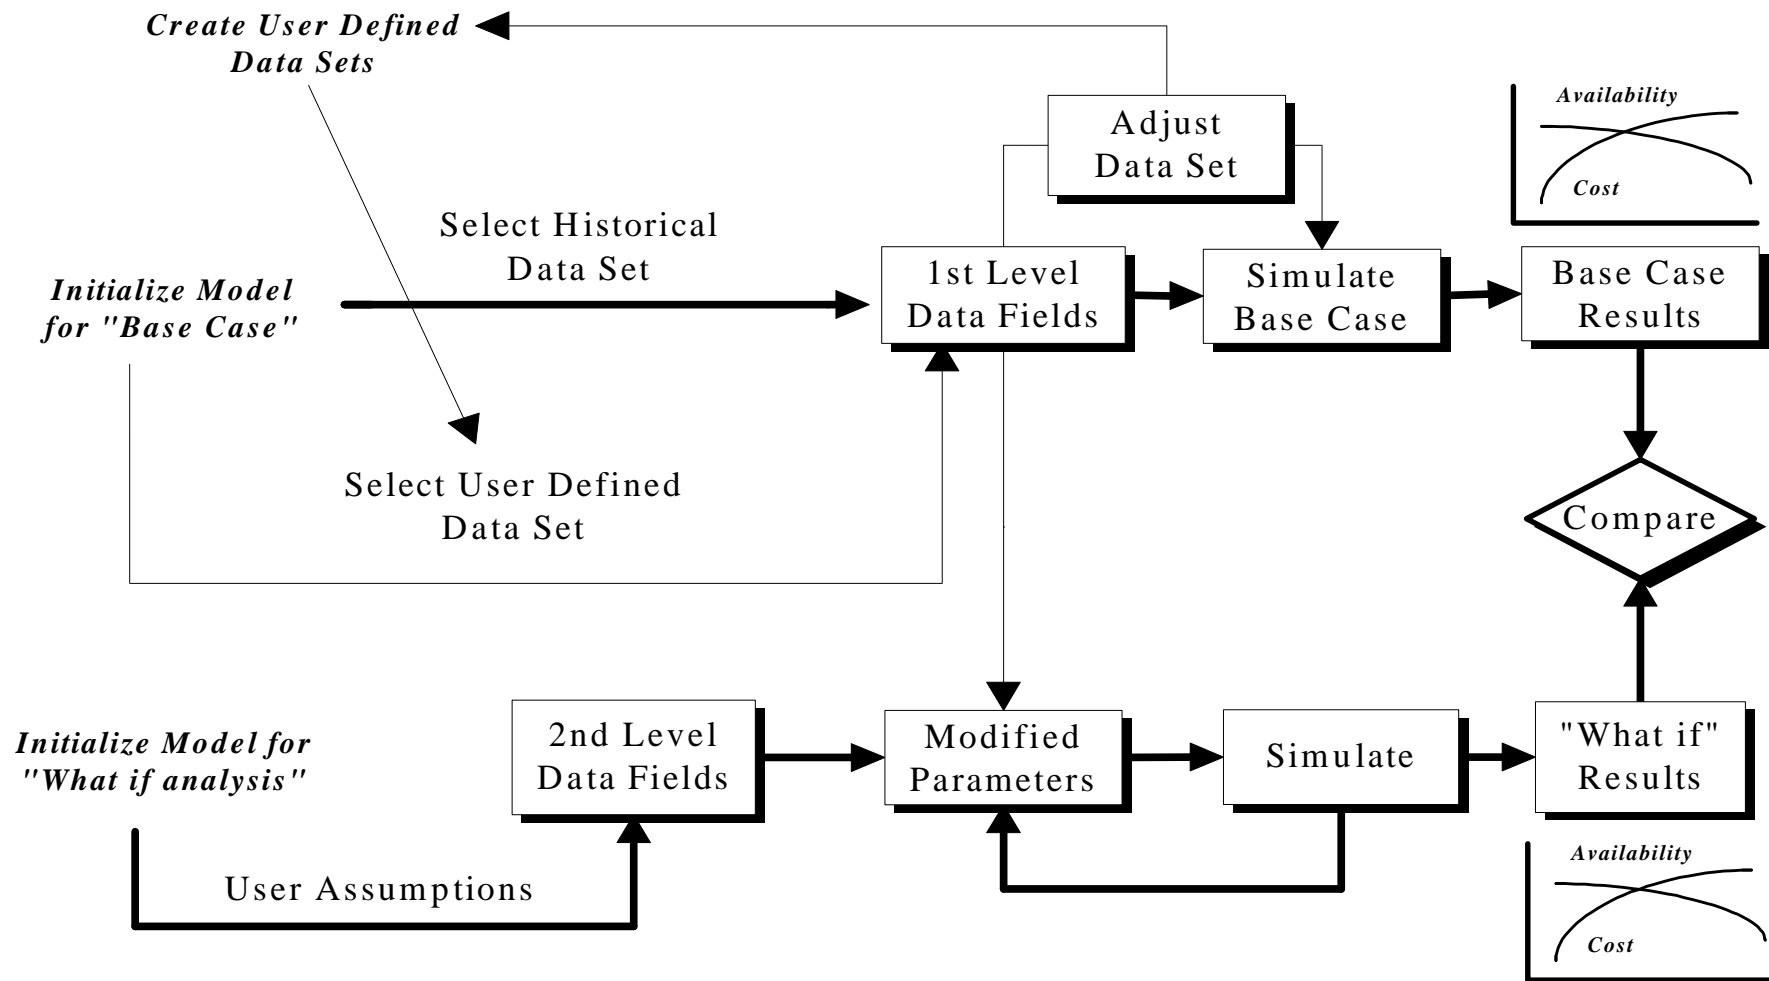 Create User Defined
Data Sets
Adjust
Data Set
Availability
Cost
Select Historical
Data Set
Initialize Model
for "Base Case"
1st Level
Data Fields
Simulate
Base Case
Base Case
Results
Select User Defined
Data Set
Compare
Initialize Model for
"What if analysis"
2nd Level
Data Fields
Modified
Parameters
Simulate
"What if"
Results
User Assumptions
Availability
Cost